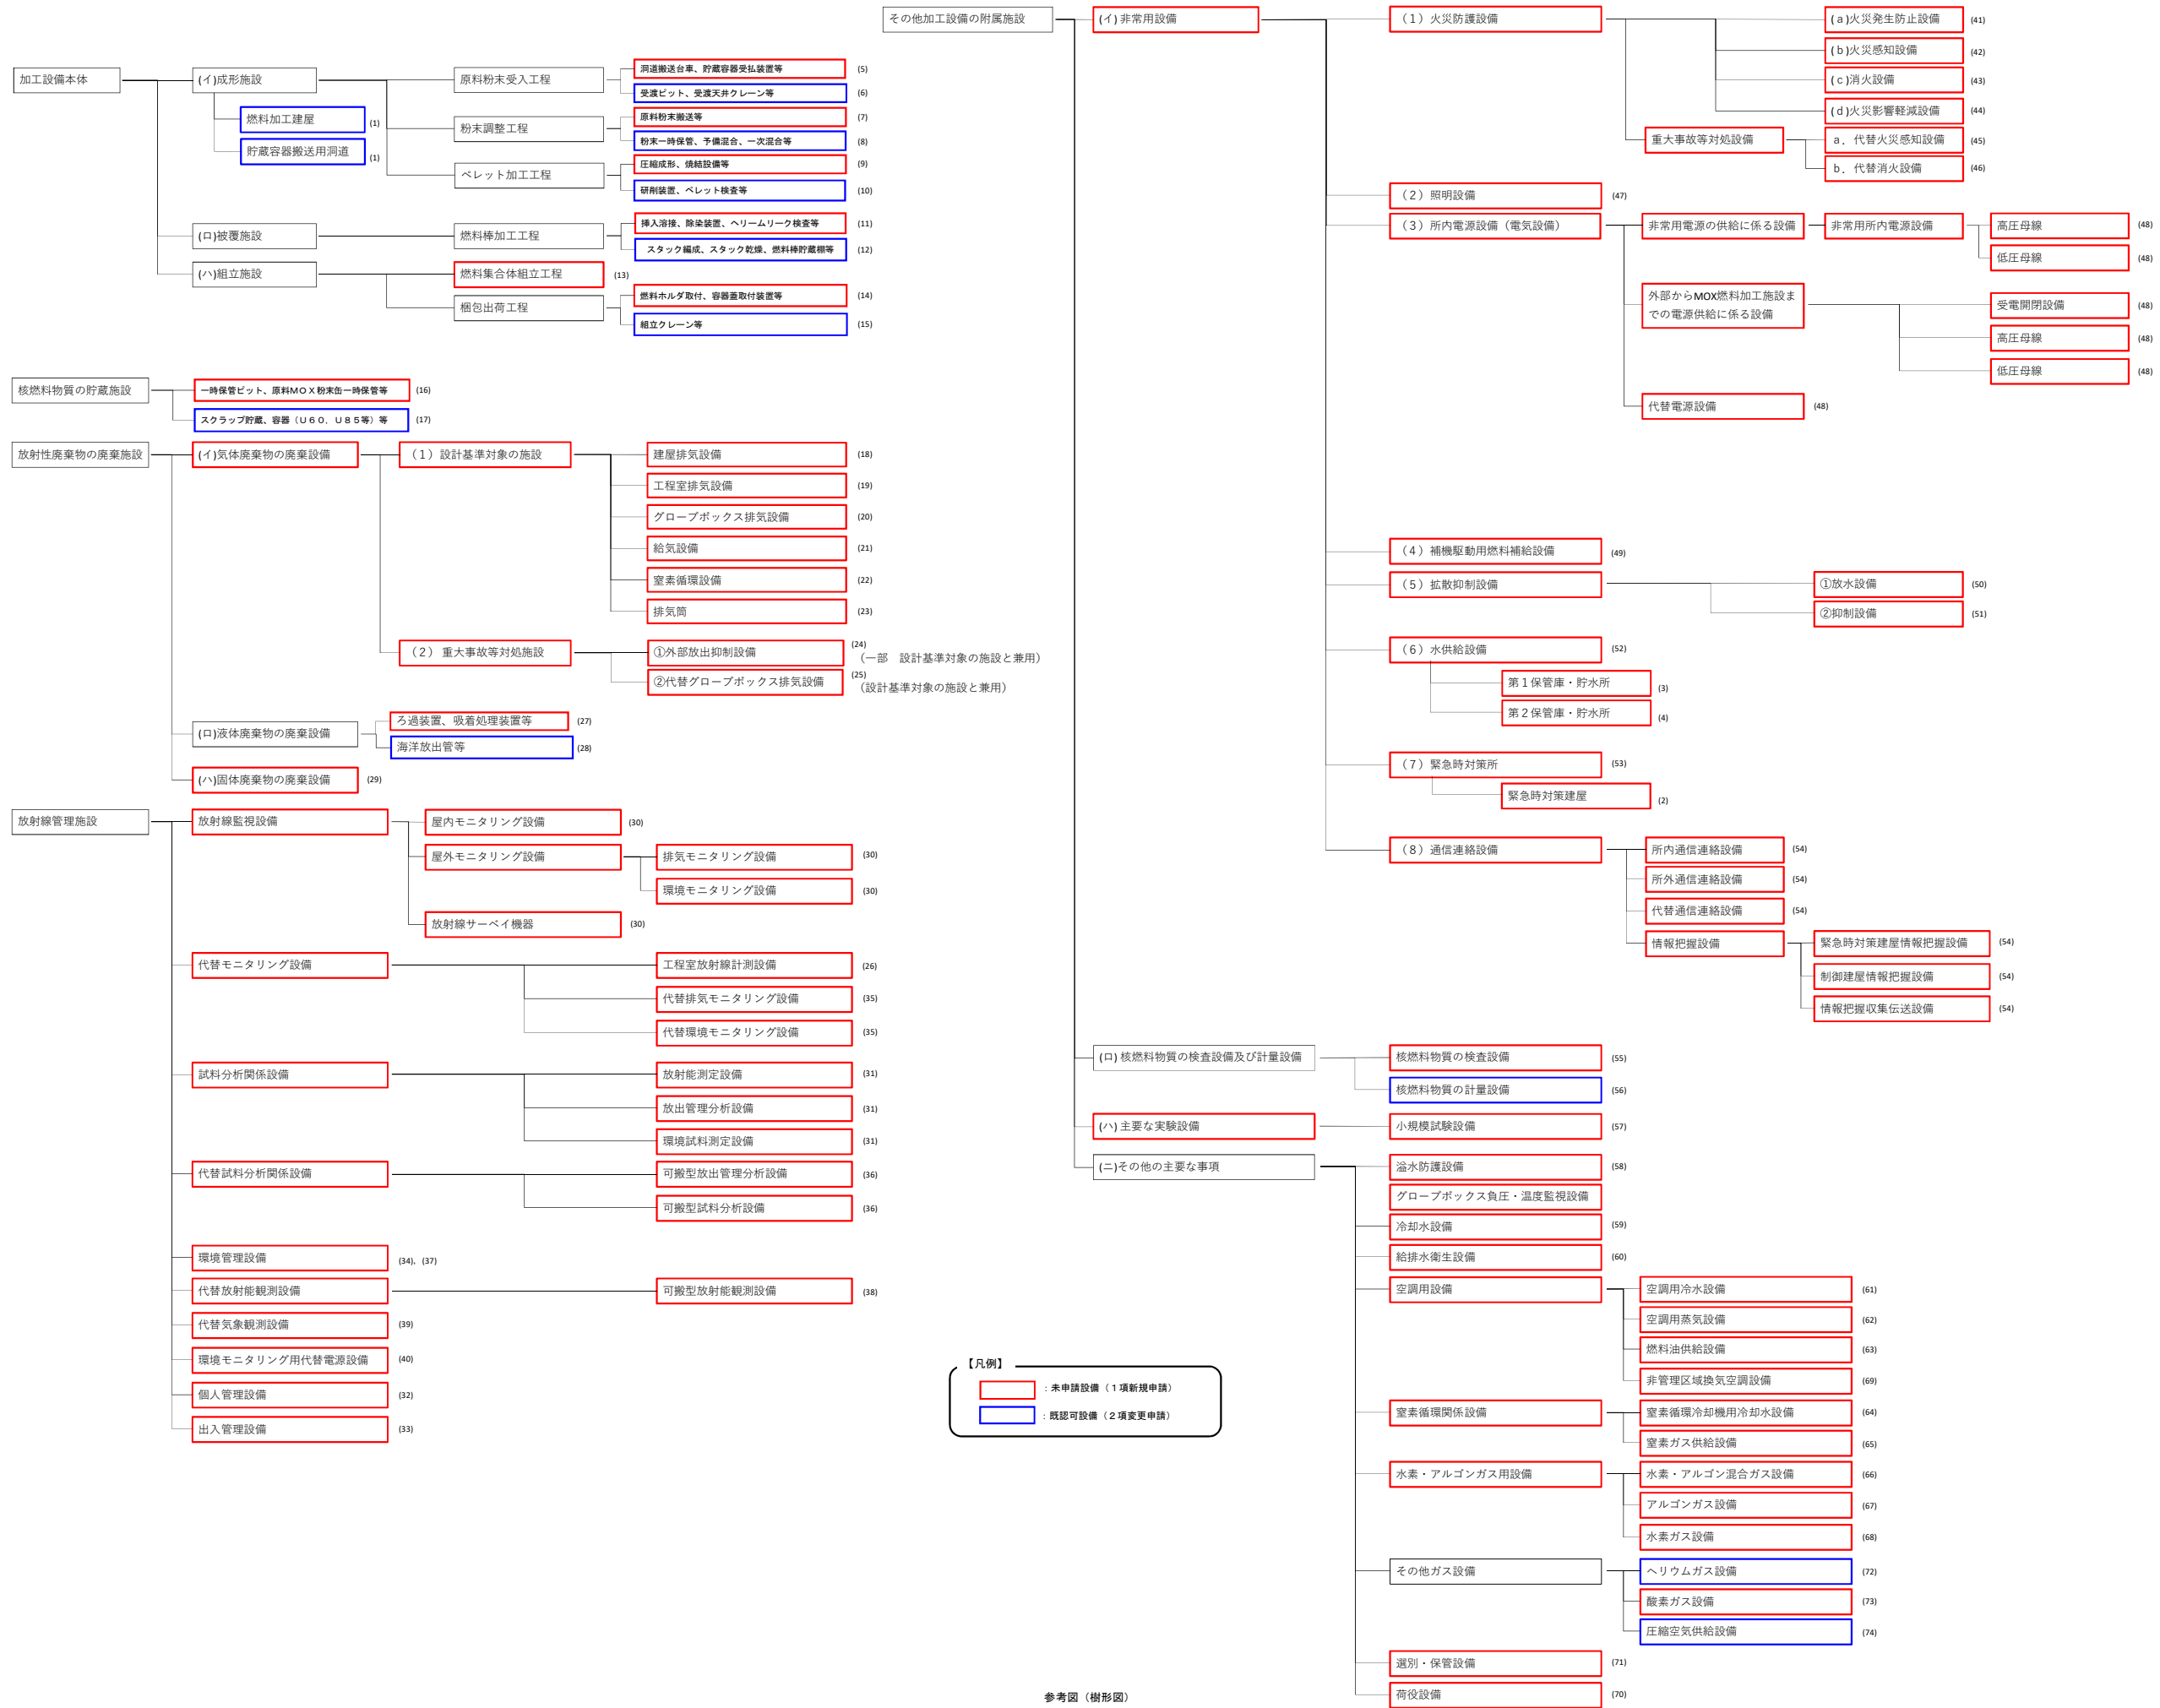 加工設備本体
(イ)成形施設
燃料加工建屋
(1)
貯蔵容器搬送用洞道
(1)
原料粉末受入工程
洞道搬送台車、貯蔵容器受払装置等
(5)
受渡ピット、受渡天井クレーン等
(6)
粉末調整工程
原料粉末搬送等
(7)
粉末一時保管、予備混合、一次混合等
(8)
ペレット加工工程
圧縮成形、焼結設備等
(9)
研削装置、ペレット検査等
(10)
(ロ)被覆施設
燃料棒加工工程
挿入溶接、除染装置、ヘリームリーク検査等
(11)
スタック編成、スタック乾燥、燃料棒貯蔵棚等
(12)
(ハ)組立施設
燃料集合体組立工程
(13)
梱包出荷工程
燃料ホルダ取付、容器蓋取付装置等
(14)
組立クレーン等
(15)
核燃料物質の貯蔵施設
一時保管ピット、原料ＭＯＸ粉末缶一時保管等
(16)
スクラップ貯蔵、容器（Ｕ６０．Ｕ８５等）等
(17)
放射性廃棄物の廃棄施設
(イ)気体廃棄物の廃棄設備
（１）設計基準対象の施設
建屋排気設備
(18)
工程室排気設備
(19)
グローブボックス排気設備
(20)
給気設備
(21)
窒素循環設備
(22)
排気筒
(23)
（２） 重大事故等対処施設
①外部放出抑制設備
(24)
（一部　設計基準対象の施設と兼用）
②代替グローブボックス排気設備
(25)
（設計基準対象の施設と兼用）
(ロ)液体廃棄物の廃棄設備
ろ過装置、吸着処理装置等
(27)
海洋放出管等
(28)
(ハ)固体廃棄物の廃棄設備
(29)
放射線管理施設
放射線監視設備
屋内モニタリング設備
(30)
屋外モニタリング設備
排気モニタリング設備
(30)
環境モニタリング設備
(30)
放射線サーベイ機器
(30)
代替モニタリング設備
工程室放射線計測設備
(26)
代替排気モニタリング設備
(35)
代替環境モニタリング設備
(35)
試料分析関係設備
放射能測定設備
(31)
放出管理分析設備
(31)
環境試料測定設備
(31)
代替試料分析関係設備
可搬型放出管理分析設備
(36)
可搬型試料分析設備
(36)
環境管理設備
(34)、(37)
代替放射能観測設備
可搬型放射能観測設備
(38)
代替気象観測設備
(39)
環境モニタリング用代替電源設備
(40)
個人管理設備
(32)
出入管理設備
(33)
その他加工設備の附属施設
(イ) 非常用設備
（１）火災防護設備
(ａ)火災発生防止設備
(41)
(ｂ)火災感知設備
(42)
(ｃ)消火設備
(43)
(ｄ)火災影響軽減設備
(44)
重大事故等対処設備
ａ．代替火災感知設備
(45)
ｂ．代替消火設備
(46)
（２）照明設備
(47)
（３）所内電源設備（電気設備）
非常用電源の供給に係る設備
非常用所内電源設備
高圧母線
(48)
低圧母線
(48)
外部からMOX燃料加工施設ま
での電源供給に係る設備
受電開閉設備
(48)
高圧母線
(48)
低圧母線
(48)
代替電源設備
(48)
（４）補機駆動用燃料補給設備
(49)
（５）拡散抑制設備
①放水設備
(50)
②抑制設備
(51)
（６）水供給設備
(52)
第１保管庫・貯水所
(3)
第２保管庫・貯水所
(4)
（７）緊急時対策所
(53)
緊急時対策建屋
(2)
（８）通信連絡設備
所内通信連絡設備
(54)
所外通信連絡設備
(54)
代替通信連絡設備
(54)
情報把握設備
緊急時対策建屋情報把握設備
(54)
制御建屋情報把握設備
(54)
情報把握収集伝送設備
(54)
(ロ) 核燃料物質の検査設備及び計量設備
核燃料物質の検査設備
(55)
核燃料物質の計量設備
(56)
(ハ) 主要な実験設備
小規模試験設備
(57)
(ニ)その他の主要な事項
溢水防護設備
(58)
グローブボックス負圧・温度監視設備
冷却水設備
(59)
給排水衛生設備
(60)
空調用設備
空調用冷水設備
(61)
空調用蒸気設備
(62)
燃料油供給設備
(63)
非管理区域換気空調設備
(69)
窒素循環関係設備
窒素循環冷却機用冷却水設備
(64)
窒素ガス供給設備
(65)
水素・アルゴンガス用設備
水素・アルゴン混合ガス設備
(66)
アルゴンガス設備
(67)
水素ガス設備
(68)
その他ガス設備
ヘリウムガス設備
(72)
酸素ガス設備
(73)
圧縮空気供給設備
(74)
選別・保管設備
(71)
荷役設備
(70)
【凡例】
：未申請設備（１項新規申請）
：既認可設備（２項変更申請）
参考図（樹形図）